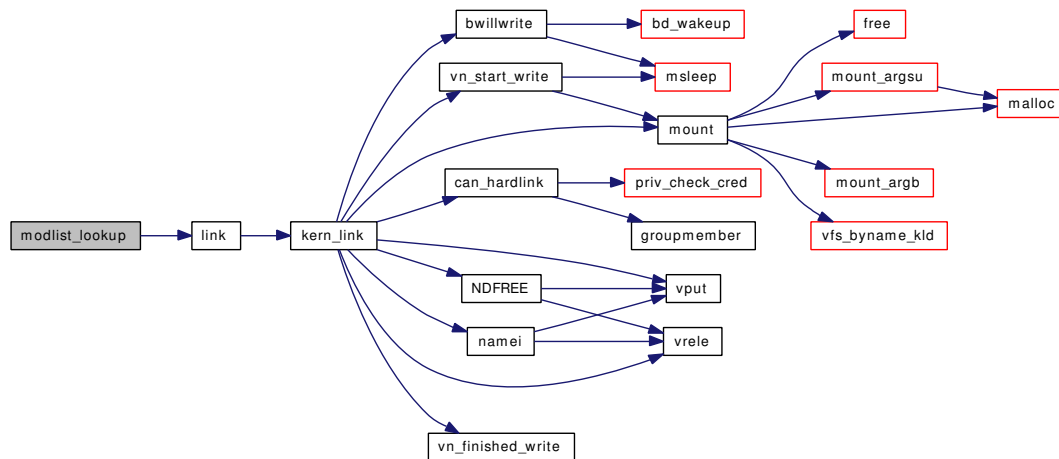 bwillwrite
bd_wakeup
free
vn_start_write
msleep
mount_argsu
malloc
mount
can_hardlink
priv_check_cred
mount_argb
modlist_lookup
link
kern_link
groupmember
vfs_byname_kld
NDFREE
vput
namei
vrele
vn_finished_write